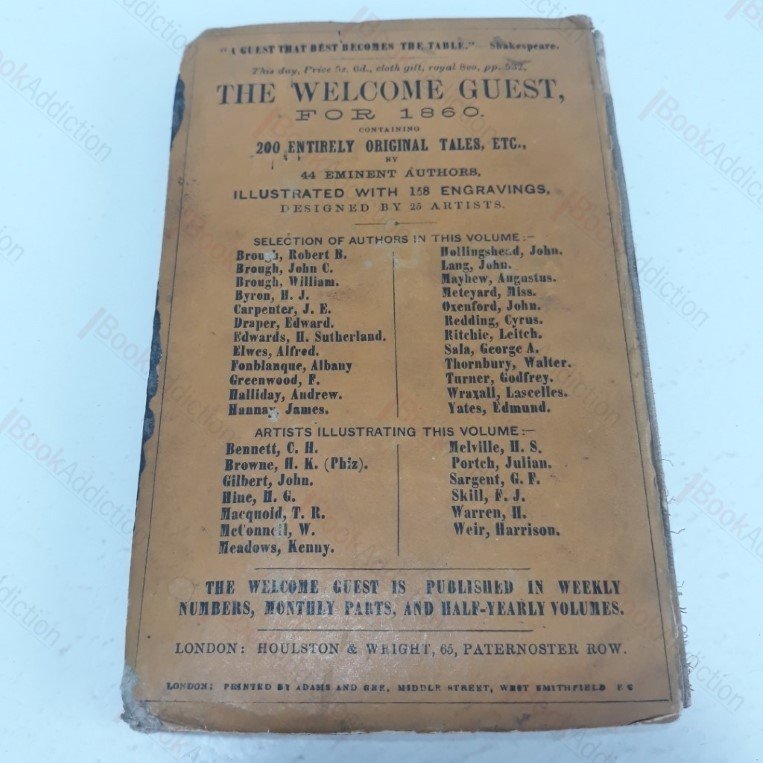 "A GUEST THAT BEST BECOMES THE TABLE."—Shakespeare.
This day, Price 5s. 6d., cloth gilt, royal 8vo, pp. 532,
THE WELCOME GUEST,
FOR 1860.
CONTAINING
200 ENTIRELY ORIGINAL TALES, ETC.,
BY
44 EMINENT AUTHORS,
ILLUSTRATED WITH 158 ENGRAVINGS,
DESIGNED BY 25 ARTISTS.
SELECTION OF AUTHORS IN THIS VOLUME:—
Brough, Robert B.
Brough, John C.
Brough, William.
Byron, H. J.
Carpenter, J. E.
Draper, Edward.
Edwards, H. Sutherland.
Elwes, Alfred.
Fonblanque, Albany
Greenwood, F.
Halliday, Andrew.
Hannay, James.
Hollingshead, John.
Lang, John.
Mayhew, Augustus.
Meteyard, Miss.
Oxenford, John.
Redding, Cyrus.
Ritchie, Leitch.
Sala, George A.
Thornbury, Walter.
Turner, Godfrey.
Wraxall, Lascelles.
Yates, Edmund.
ARTISTS ILLUSTRATING THIS VOLUME:—
Bennett, C. H.
Browne, H. K. (Phiz).
Gilbert, John.
Hine, H. G.
Macquoid, T. R.
McConnell, W.
Meadows, Kenny.
Melville, H. S.
Portch, Julian.
Sargent, G. F.
Skill, F. J.
Warren, H.
Weir, Harrison.
THE WELCOME GUEST IS PUBLISHED IN WEEKLY
NUMBERS, MONTHLY PARTS, AND HALF-YEARLY VOLUMES.
LONDON: HOULSTON & WRIGHT, 65, PATERNOSTER ROW.
LONDON: PRINTED BY ADAMS AND GEE, MIDDLE STREET, WEST SMITHFIELD E C
BookAddiction